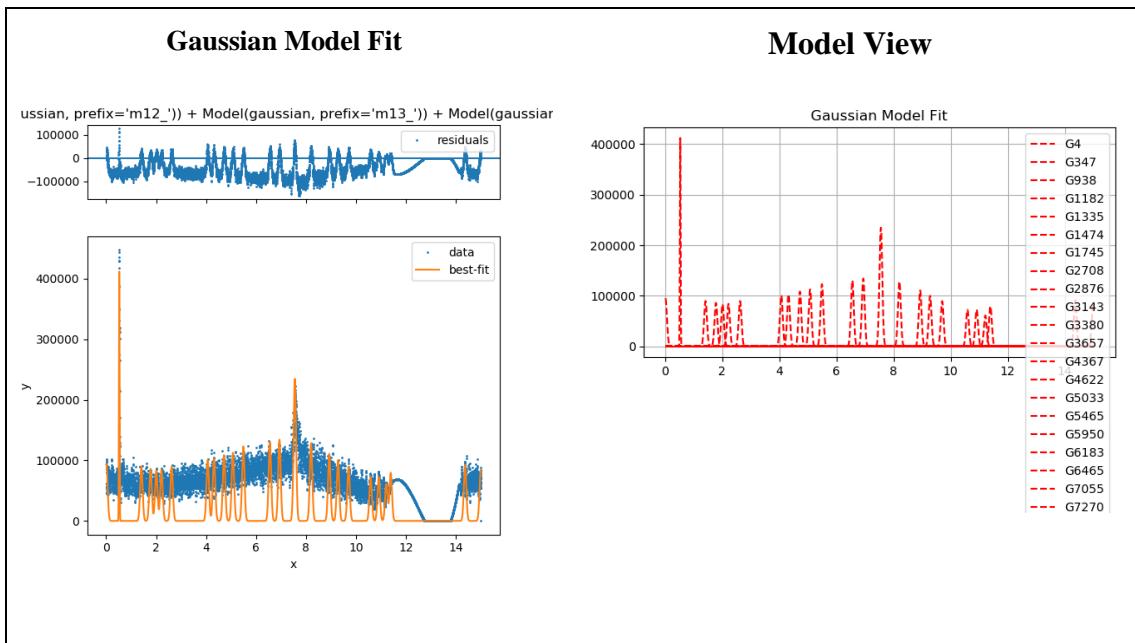 Gaussian Model Fit
ussian, prefix='m12_')) + Model(gaussian, prefix='m13_')) + Model(gaussian
100000
0
−100000
residuals
400000
300000
200000
100000
0
y
data
best-fit
0 2 4 6 8 10 12 14
x
Model View
Gaussian Model Fit
400000
300000
200000
100000
0
0 2 4 6 8 10 12 14
G4
G347
G938
G1182
G1335
G1474
G1745
G2708
G2876
G3143
G3380
G3657
G4367
G4622
G5033
G5465
G5950
G6183
G6465
G7055
G7270